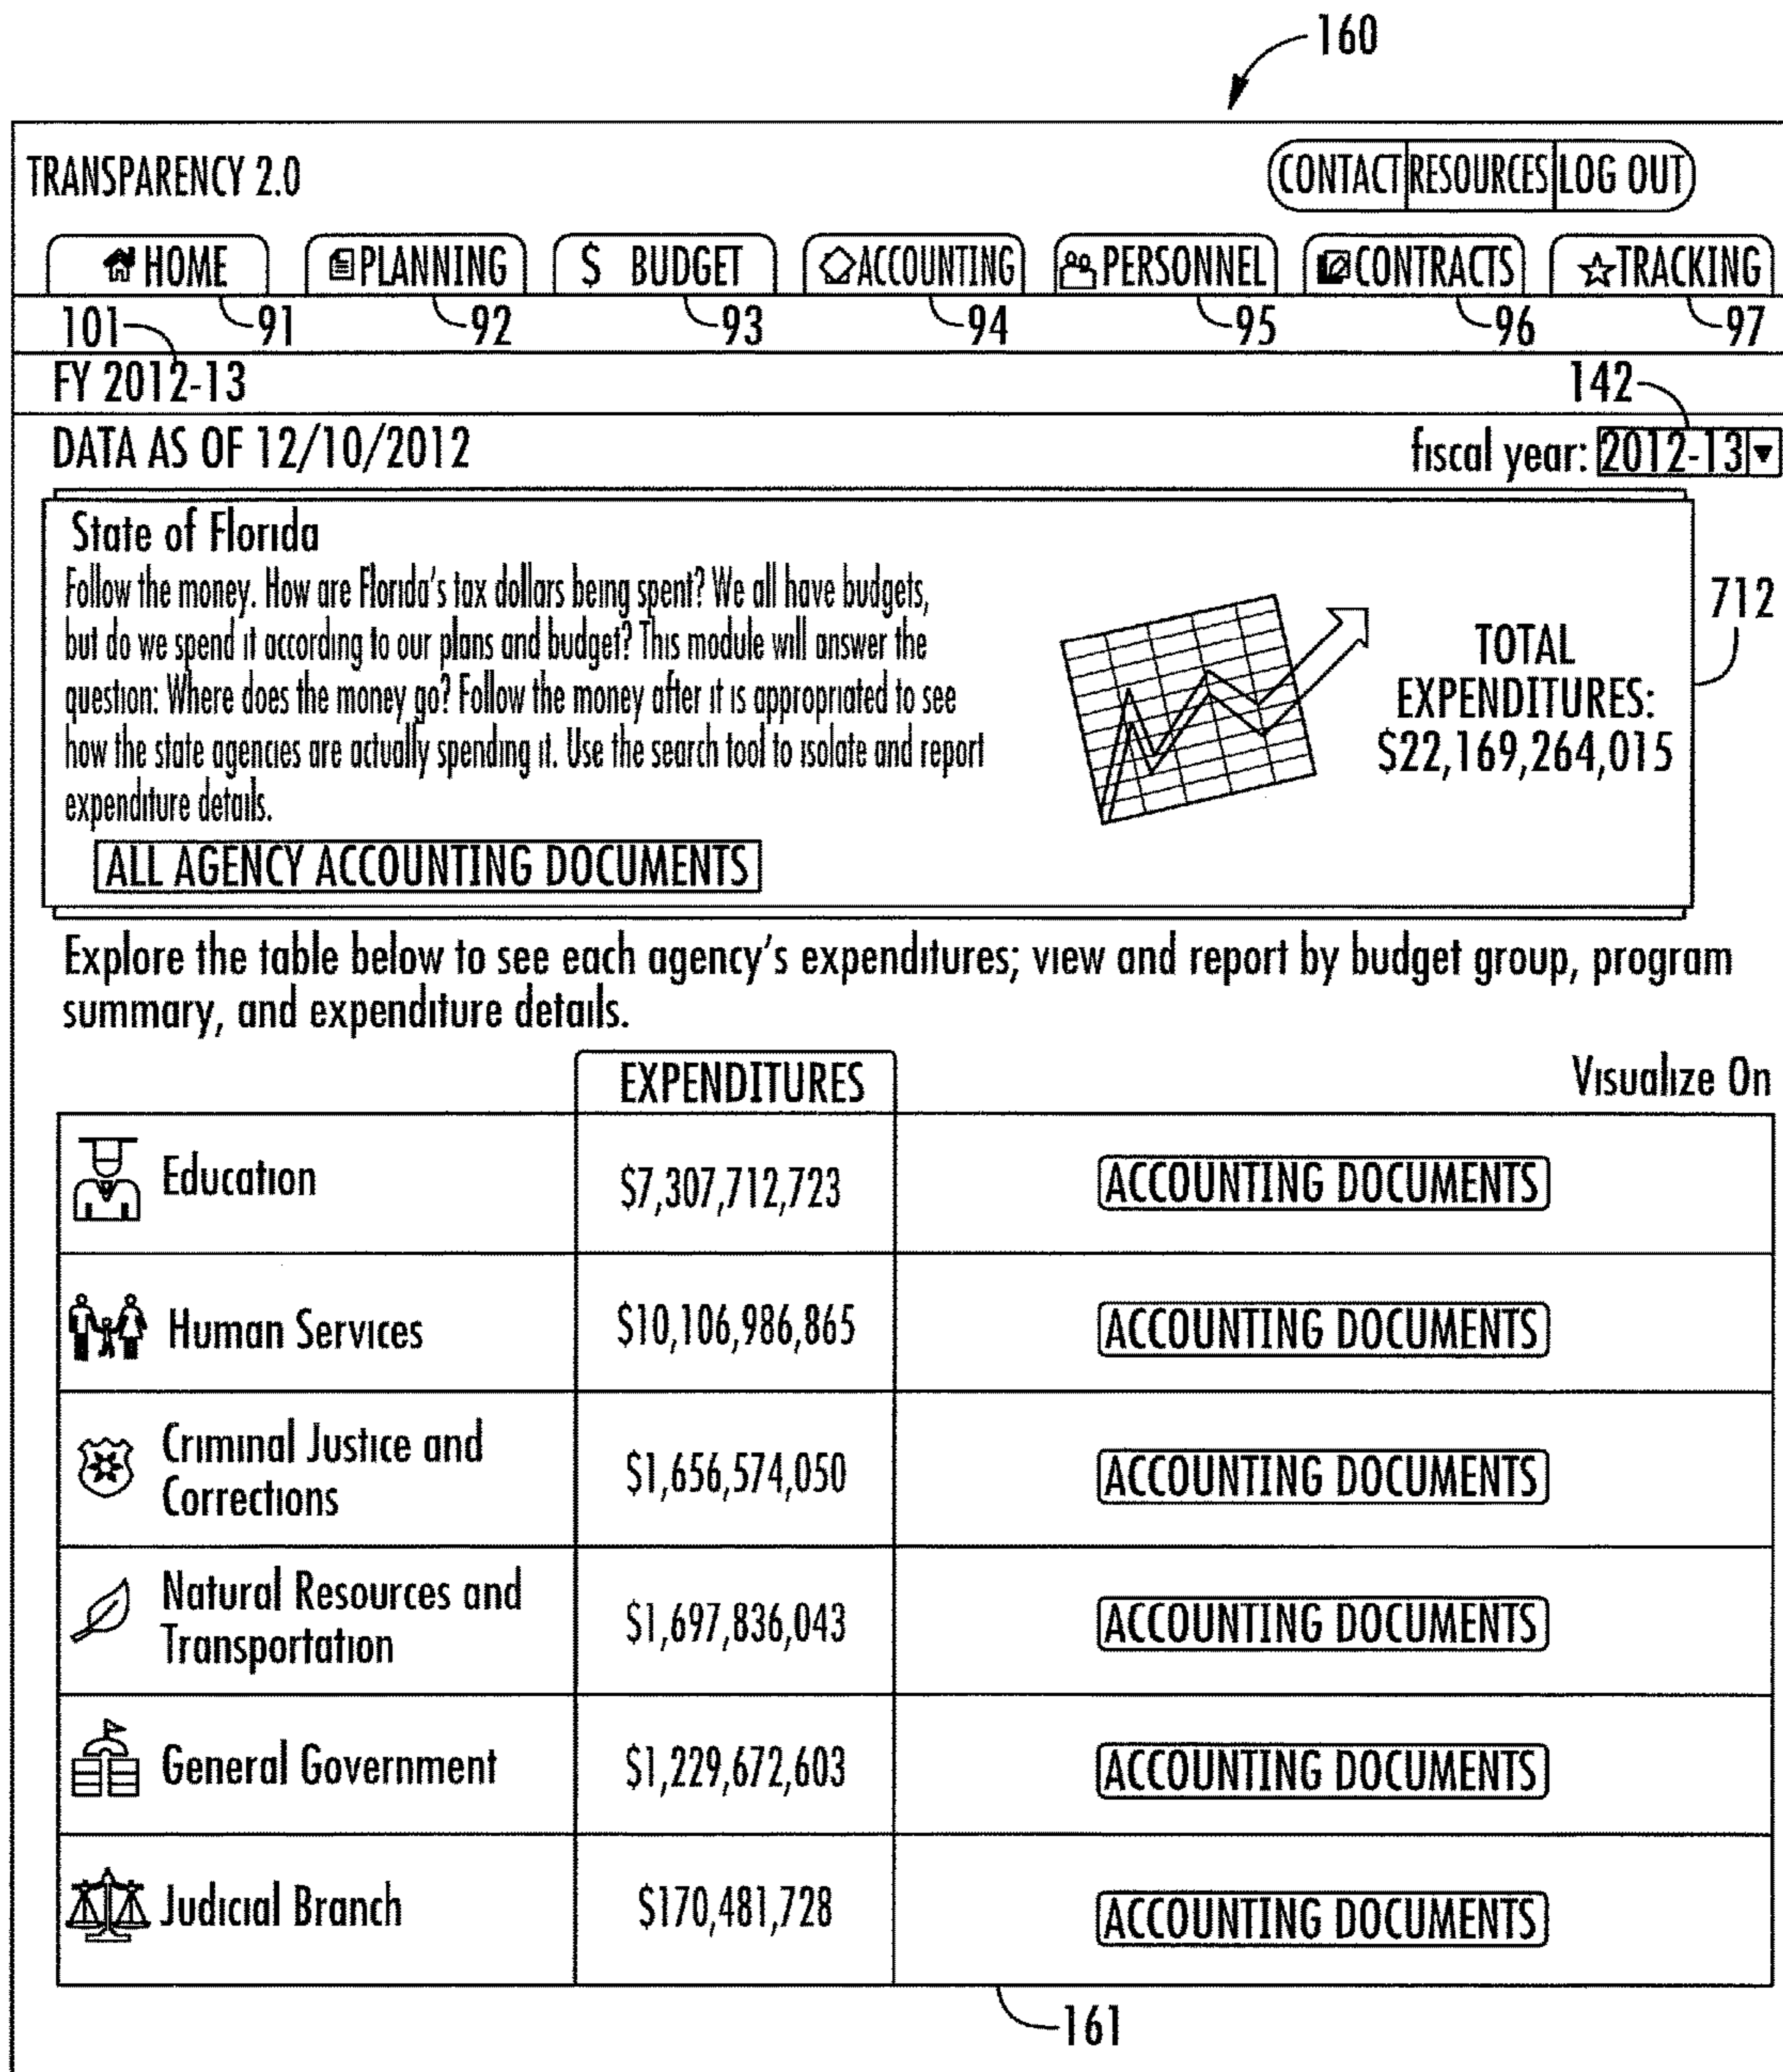 160
TRANSPARENCY 2.0
CONTACT RESOURCES LOG OUT
HOME PLANNING $ BUDGET ACCOUNTING PERSONNEL CONTRACTS TRACKING
101 91 92 93 94 95 96 97
FY 2012-13
142
DATA AS OF 12/10/2012
fiscal year: 2012-13
State of Florida
Follow the money. How are Florida's tax dollars being spent? We all have budgets,
but do we spend it according to our plans and budget? This module will answer the
question: Where does the money go? Follow the money after it is appropriated to see
how the state agencies are actually spending it. Use the search tool to isolate and report
expenditure details.
ALL AGENCY ACCOUNTING DOCUMENTS
TOTAL
EXPENDITURES:
$22,169,264,015
712
Explore the table below to see each agency's expenditures; view and report by budget group, program
summary, and expenditure details.
EXPENDITURES
Visualize On
Education $7,307,712,723 ACCOUNTING DOCUMENTS
Human Services $10,106,986,865 ACCOUNTING DOCUMENTS
Criminal Justice and
Corrections
$1,656,574,050 ACCOUNTING DOCUMENTS
Natural Resources and
Transportation
$1,697,836,043 ACCOUNTING DOCUMENTS
General Government $1,229,672,603 ACCOUNTING DOCUMENTS
Judicial Branch $170,481,728 ACCOUNTING DOCUMENTS
161